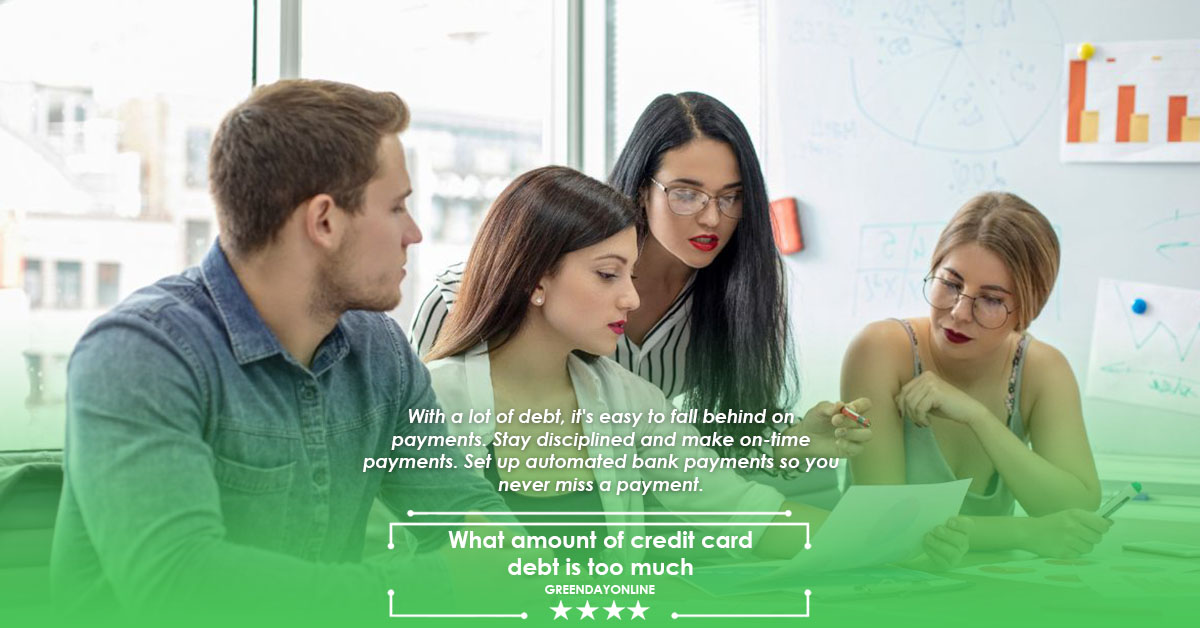 With a lot of debt, it's easy to fall behind on
payments. Stay disciplined and make on-time
payments. Set up automated bank payments so you
never miss a payment.
What amount of credit card
debt is too much
GREENDAYONLINE